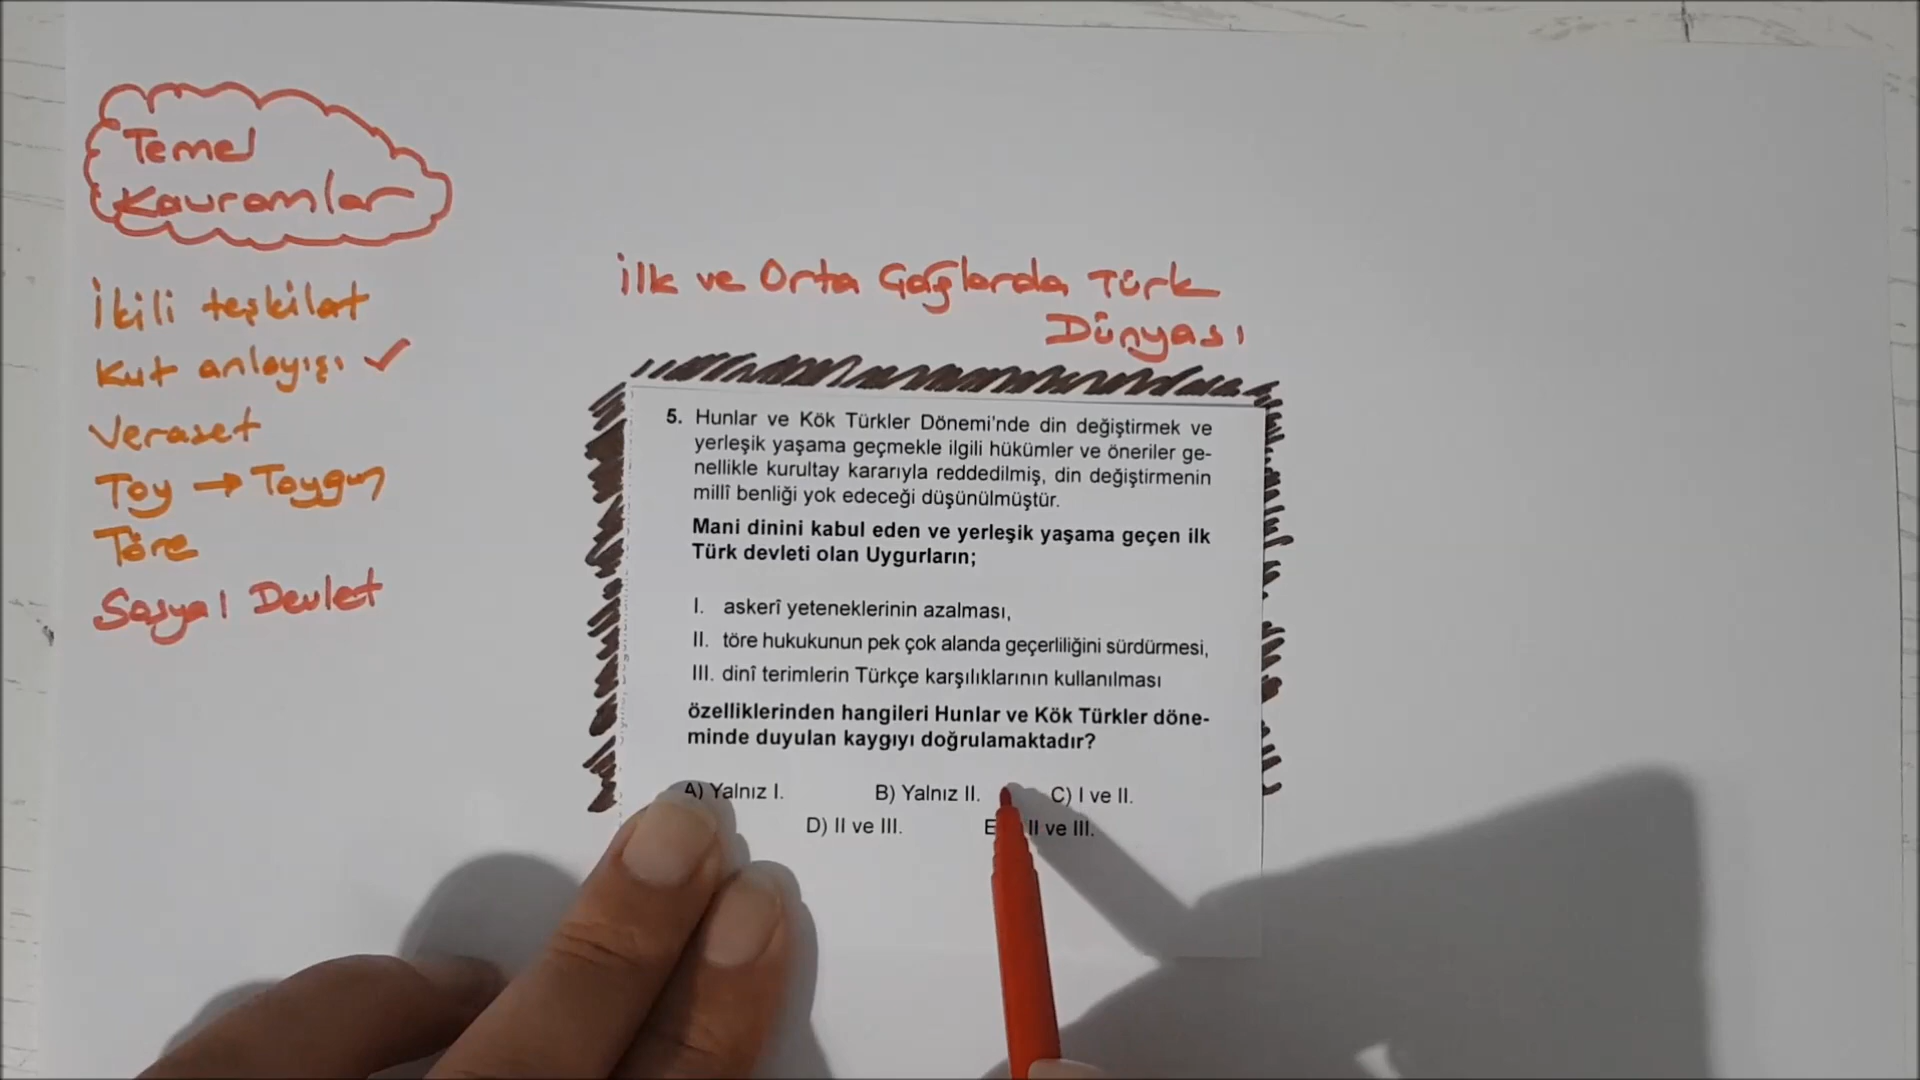 Temel
Kavramlar
İkili teşkilat
Kut anlayışı ✓
Veraset
Toy → Toygun
Töre
Sosyal Devlet
İlk ve Orta Çağlarda Türk
Dünyası
5. Hunlar ve Kök Türkler Dönemi'nde din değiştirmek ve
yerleşik yaşama geçmekle ilgili hükümler ve öneriler ge-
nellikle kurultay kararıyla reddedilmiş, din değiştirmenin
millî benliği yok edeceği düşünülmüştür.
Mani dinini kabul eden ve yerleşik yaşama geçen ilk
Türk devleti olan Uygurların;
I. askerî yeteneklerinin azalması,
II. töre hukukunun pek çok alanda geçerliliğini sürdürmesi,
III. dinî terimlerin Türkçe karşılıklarının kullanılması
özelliklerinden hangileri Hunlar ve Kök Türkler döne-
minde duyulan kaygıyı doğrulamaktadır?
A) Yalnız I. B) Yalnız II. C) I ve II.
D) II ve III. E II ve III.